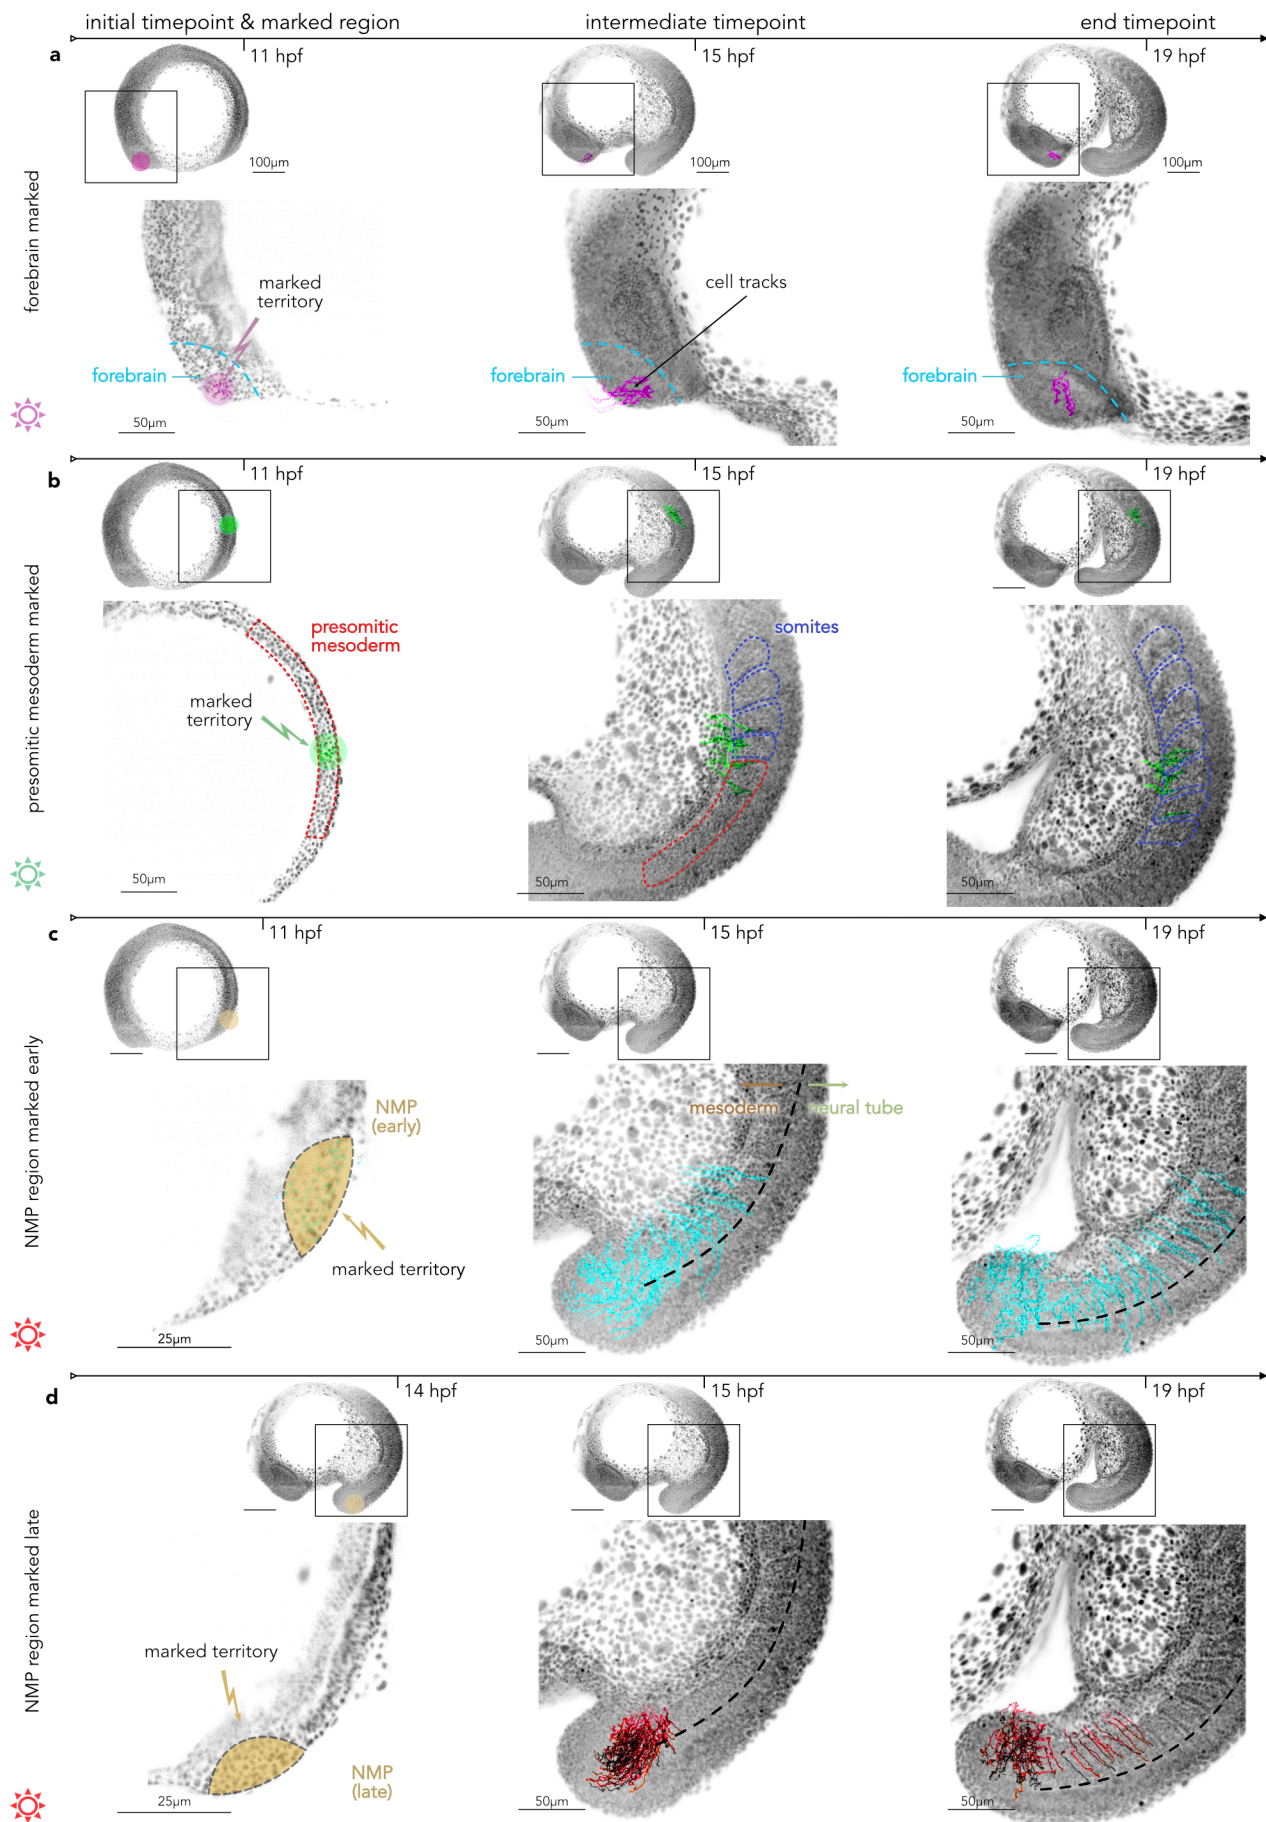 initial timepoint & marked region
intermediate timepoint
end timepoint
a
11 hpf
15 hpf
19 hpf
100µm
100µm
100µm
forebrain marked
marked
territory
cell tracks
forebrain
forebrain
forebrain
50µm
50µm
50µm
b
11 hpf
15 hpf
19 hpf
presomitic mesoderm marked
presomitic
mesoderm
somites
marked
territory
50µm
50µm
50µm
c
11 hpf
15 hpf
19 hpf
NMP region marked early
NMP
(early)
mesoderm
neural tube
marked territory
25µm
50µm
50µm
d
14 hpf
15 hpf
19 hpf
NMP region marked late
marked territory
NMP
(late)
25µm
50µm
50µm